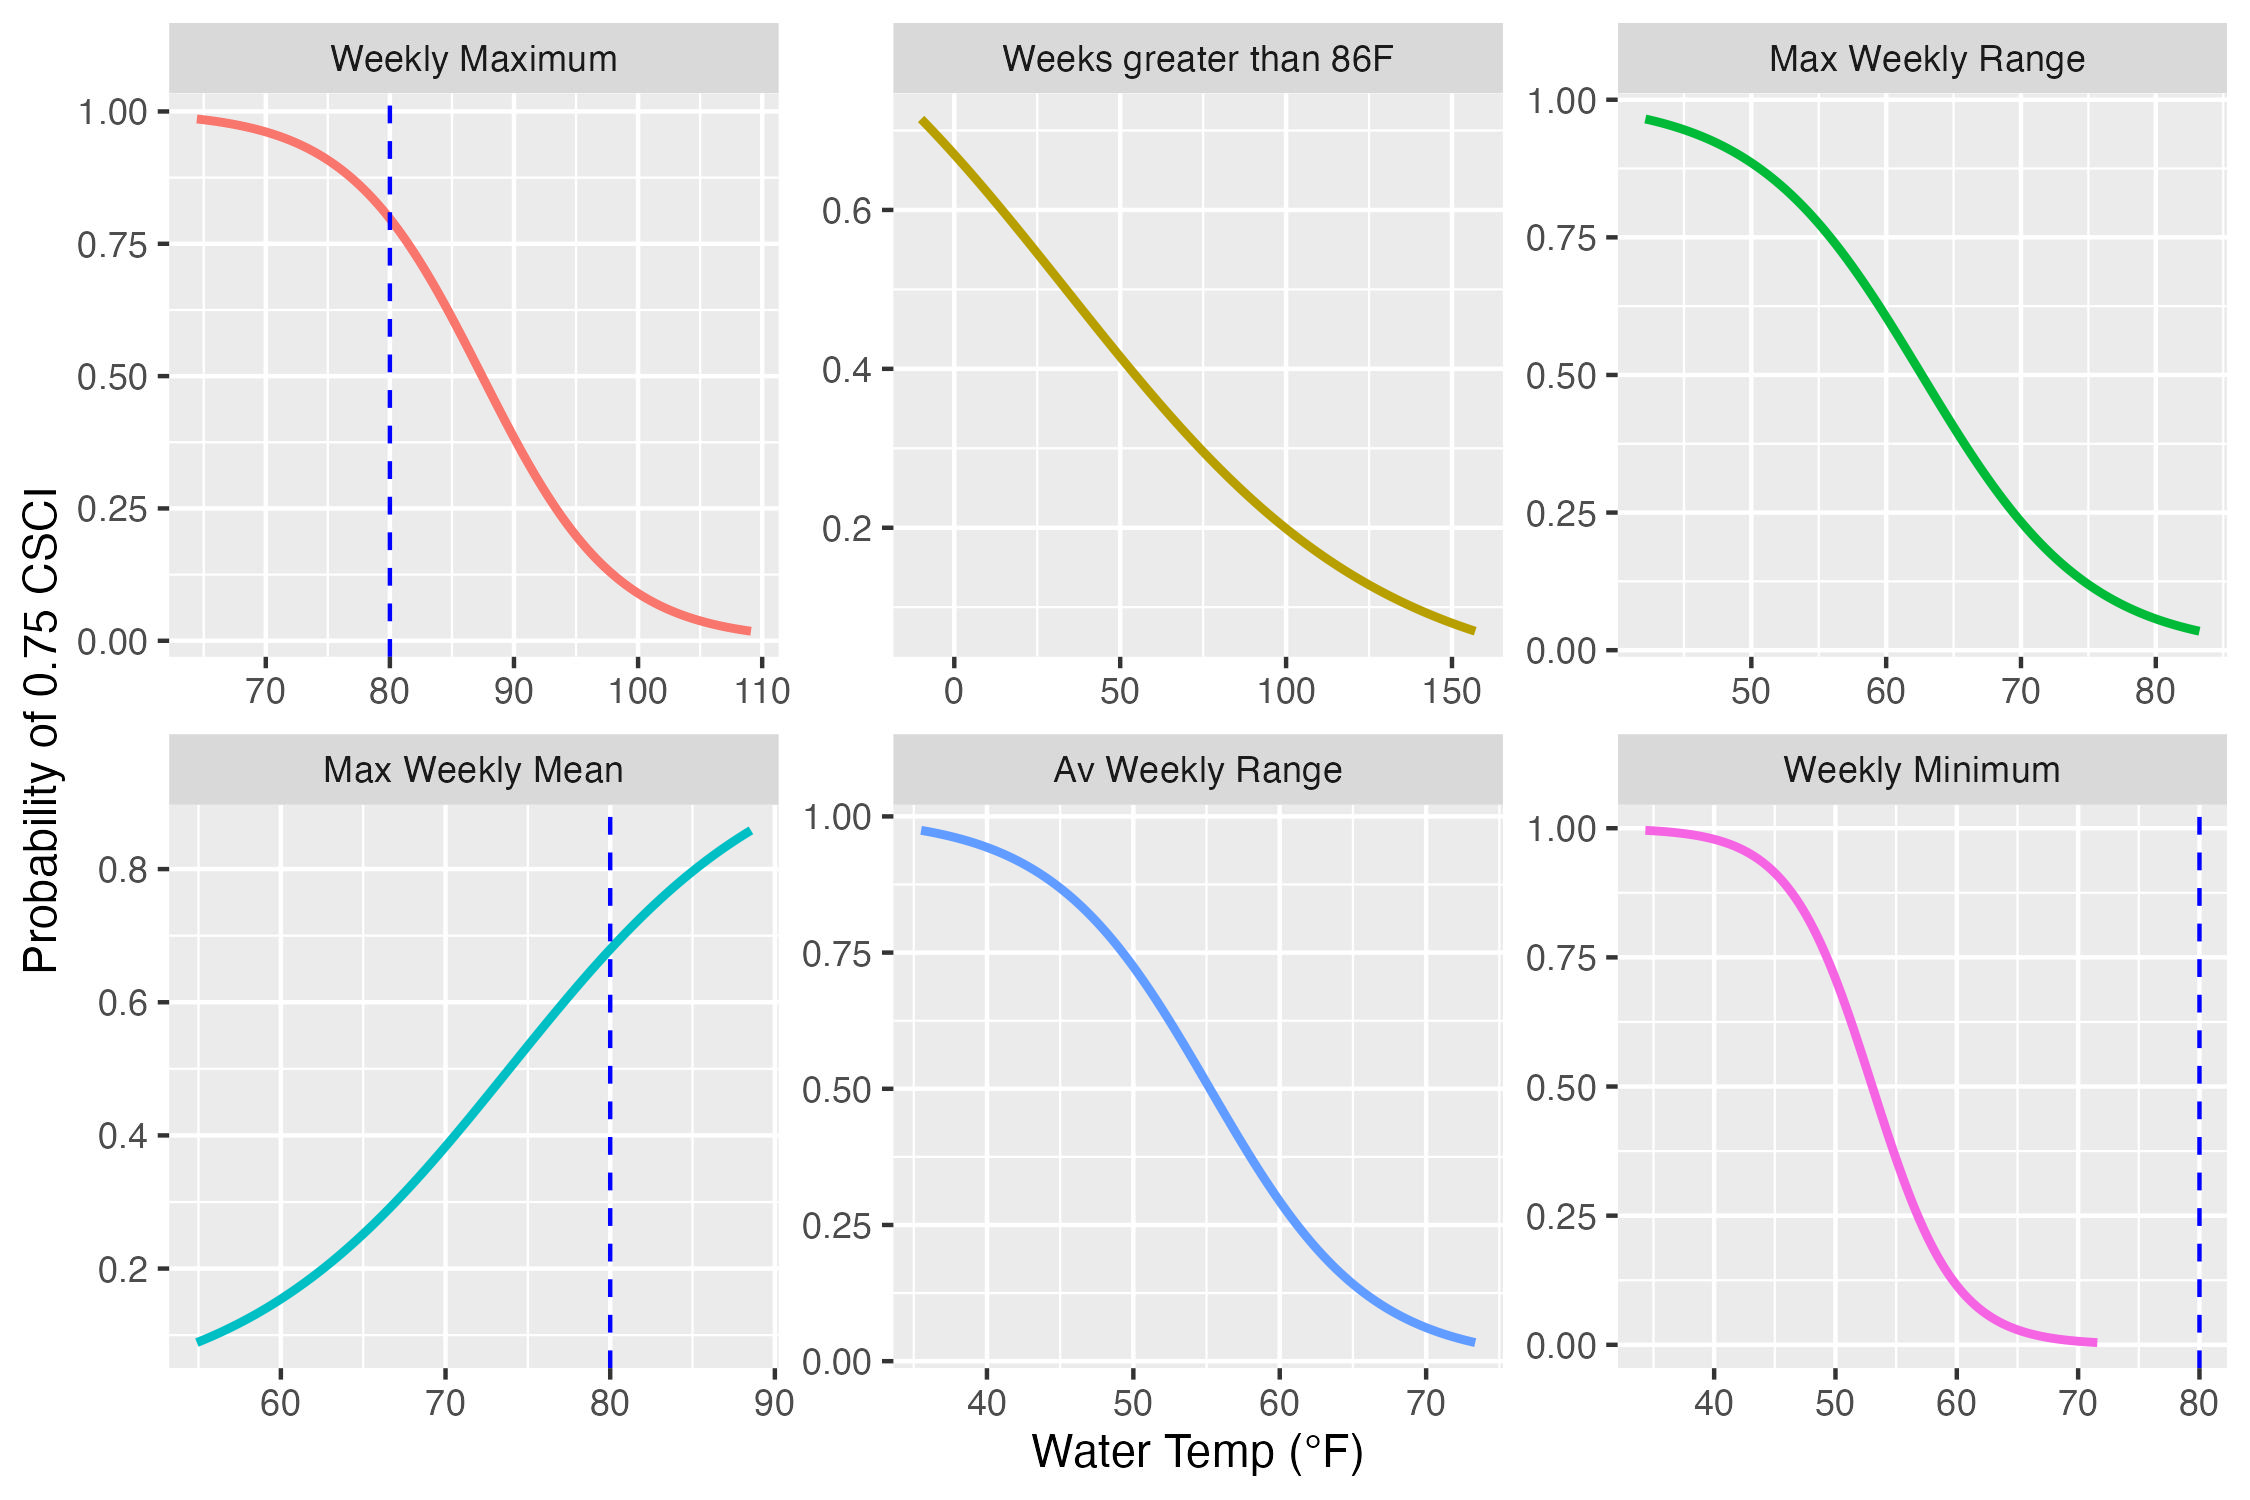 Weekly Maximum
Weeks greater than 86F
Max Weekly Range
1.00
0.75
0.50
0.25
0.00
70 80 90 100 110
0.6
0.4
0.2
0 50 100 150
1.00
0.75
0.50
0.25
0.00
50 60 70 80
Probability of 0.75 CSCI
Max Weekly Mean
Av Weekly Range
Weekly Minimum
0.8
0.6
0.4
0.2
60 70 80 90
1.00
0.75
0.50
0.25
0.00
40 50 60 70
1.00
0.75
0.50
0.25
0.00
40 50 60 70 80
Water Temp (°F)